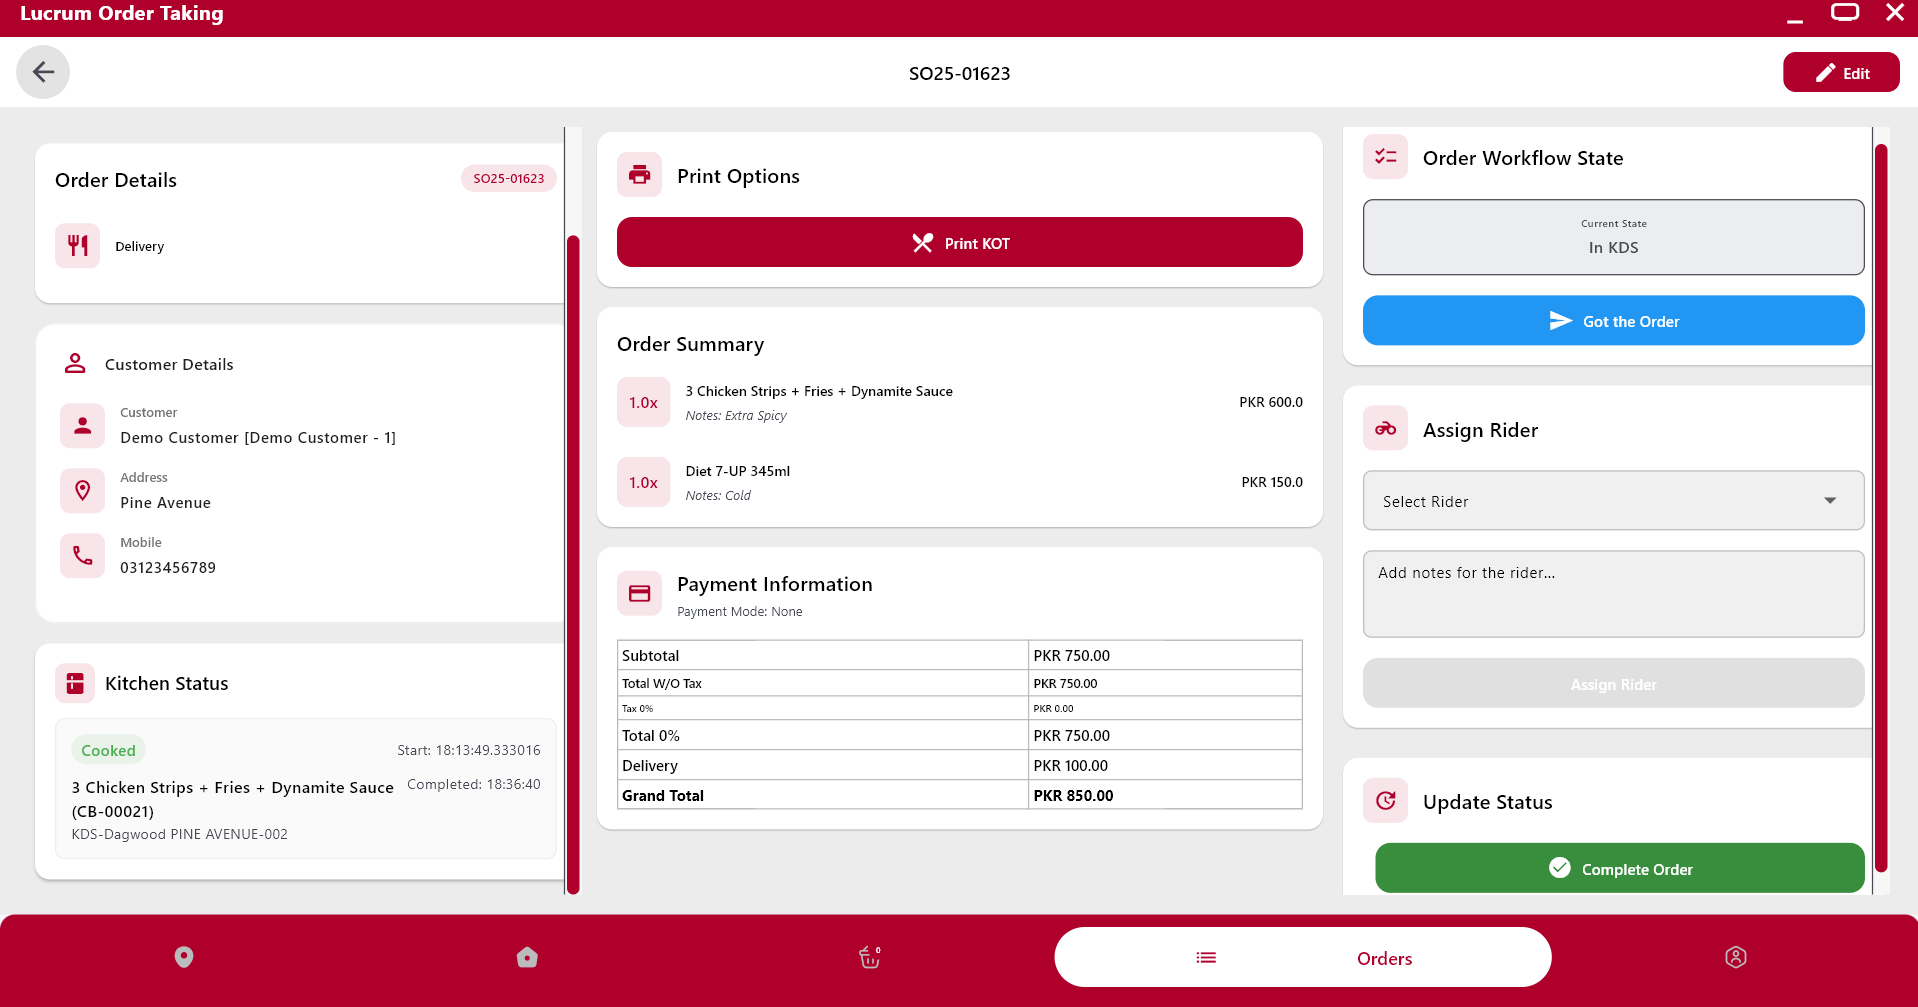 Lucrum Order Taking
SO25-01623
Edit
Order Details
SO25-01623
Delivery
Customer Details
Customer
Demo Customer [Demo Customer - 1]
Address
Pine Avenue
Mobile
03123456789
Kitchen Status
Cooked
Start: 18:13:49.333016
3 Chicken Strips + Fries + Dynamite Sauce
(CB-00021)
Completed: 18:36:40
KDS-Dagwood PINE AVENUE-002
Print Options
Print KOT
Order Summary
1.0x
3 Chicken Strips + Fries + Dynamite Sauce
Notes: Extra Spicy
PKR 600.0
1.0x
Diet 7-UP 345ml
Notes: Cold
PKR 150.0
Payment Information
Payment Mode: None
Subtotal PKR 750.00
Total W/O Tax PKR 750.00
Tax 0% PKR 0.00
Total 0% PKR 750.00
Delivery PKR 100.00
Grand Total PKR 850.00
Order Workflow State
Current State
In KDS
Got the Order
Assign Rider
Select Rider
Add notes for the rider...
Assign Rider
Update Status
Complete Order
0
Orders